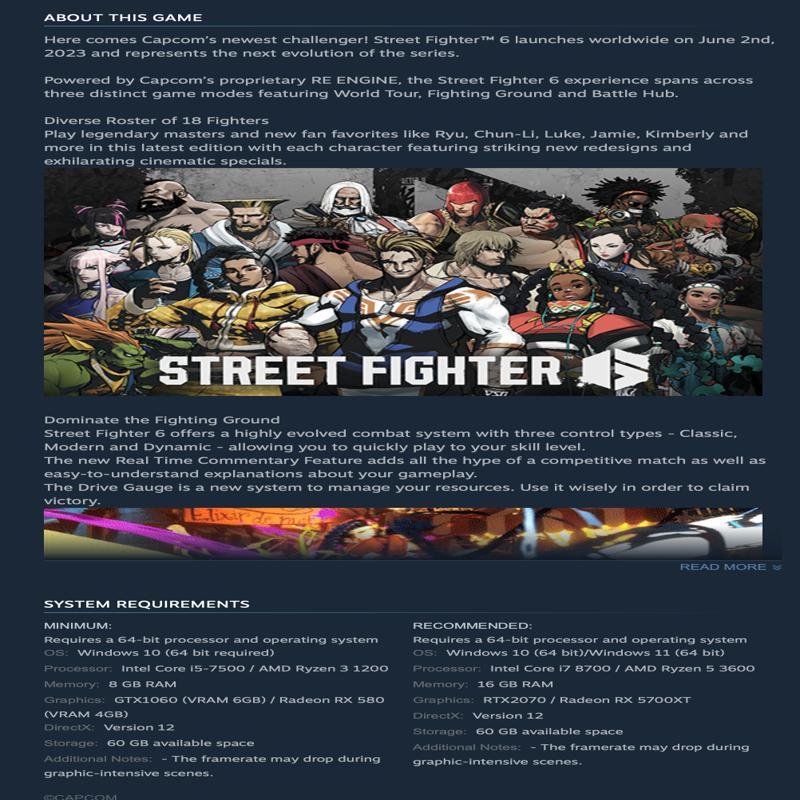 ABOUT THIS GAME
Here comes Capcom's newest challenger! Street Fighter™ 6 launches worldwide on June 2nd,
2023 and represents the next evolution of the series.
Powered by Capcom's proprietary RE ENGINE, the Street Fighter 6 experience spans across
three distinct game modes featuring World Tour, Fighting Ground and Battle Hub.
Diverse Roster of 18 Fighters
Play legendary masters and new fan favorites like Ryu, Chun-Li, Luke, Jamie, Kimberly and
more in this latest edition with each character featuring striking new redesigns and
exhilarating cinematic specials.
STREET FIGHTER™ 6
Dominate the Fighting Ground
Street Fighter 6 offers a highly evolved combat system with three control types - Classic,
Modern and Dynamic - allowing you to quickly play to your skill level.
The new Real Time Commentary Feature adds all the hype of a competitive match as well as
easy-to-understand explanations about your gameplay.
The Drive Gauge is a new system to manage your resources. Use it wisely in order to claim
victory.
Elixir de
READ MORE
SYSTEM REQUIREMENTS
MINIMUM:
Requires a 64-bit processor and operating system
OS: Windows 10 (64 bit required)
Processor: Intel Core i5-7500 / AMD Ryzen 3 1200
Memory: 8 GB RAM
Graphics: GTX1060 (VRAM 6GB) / Radeon RX 580
(VRAM 4GB)
DirectX: Version 12
Storage: 60 GB available space
Additional Notes: - The framerate may drop during
graphic-intensive scenes.
RECOMMENDED:
Requires a 64-bit processor and operating system
OS: Windows 10 (64 bit)/Windows 11 (64 bit)
Processor: Intel Core i7 8700 / AMD Ryzen 5 3600
Memory: 16 GB RAM
Graphics: RTX2070 / Radeon RX 5700XT
DirectX: Version 12
Storage: 60 GB available space
Additional Notes: - The framerate may drop during
graphic-intensive scenes.
©CAPCOM